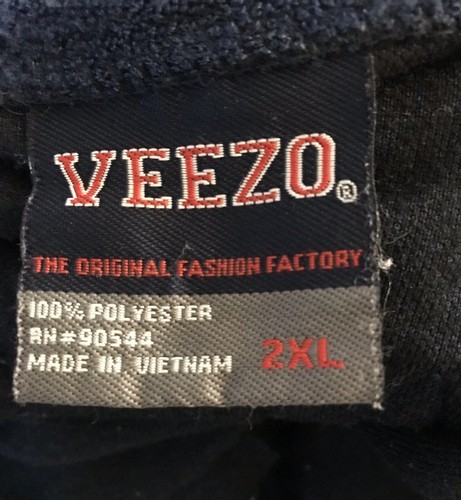 VEEZO®
THE ORIGINAL FASHION FACTORY
100% POLYESTER
RN#90544
MADE IN VIETNAM 2XL